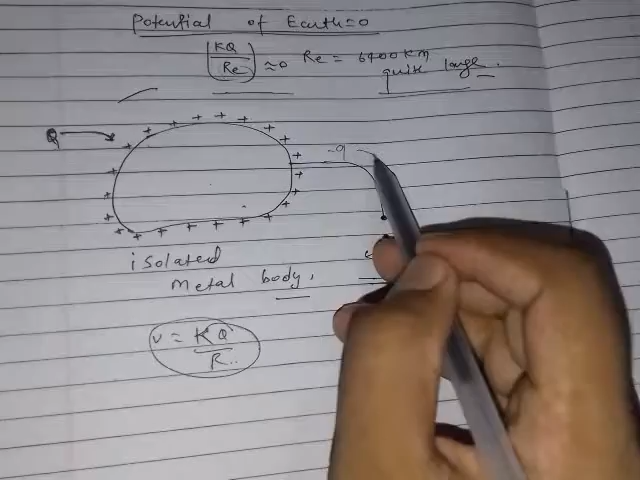 Potential of Earth=0
|KQ/Re| ≈0 Re = 6400 km
quite large.
Q
+ + + + + + + + + + + + + + + + + + + + +
-q
isolated
Metal body,
v = KQ/R..